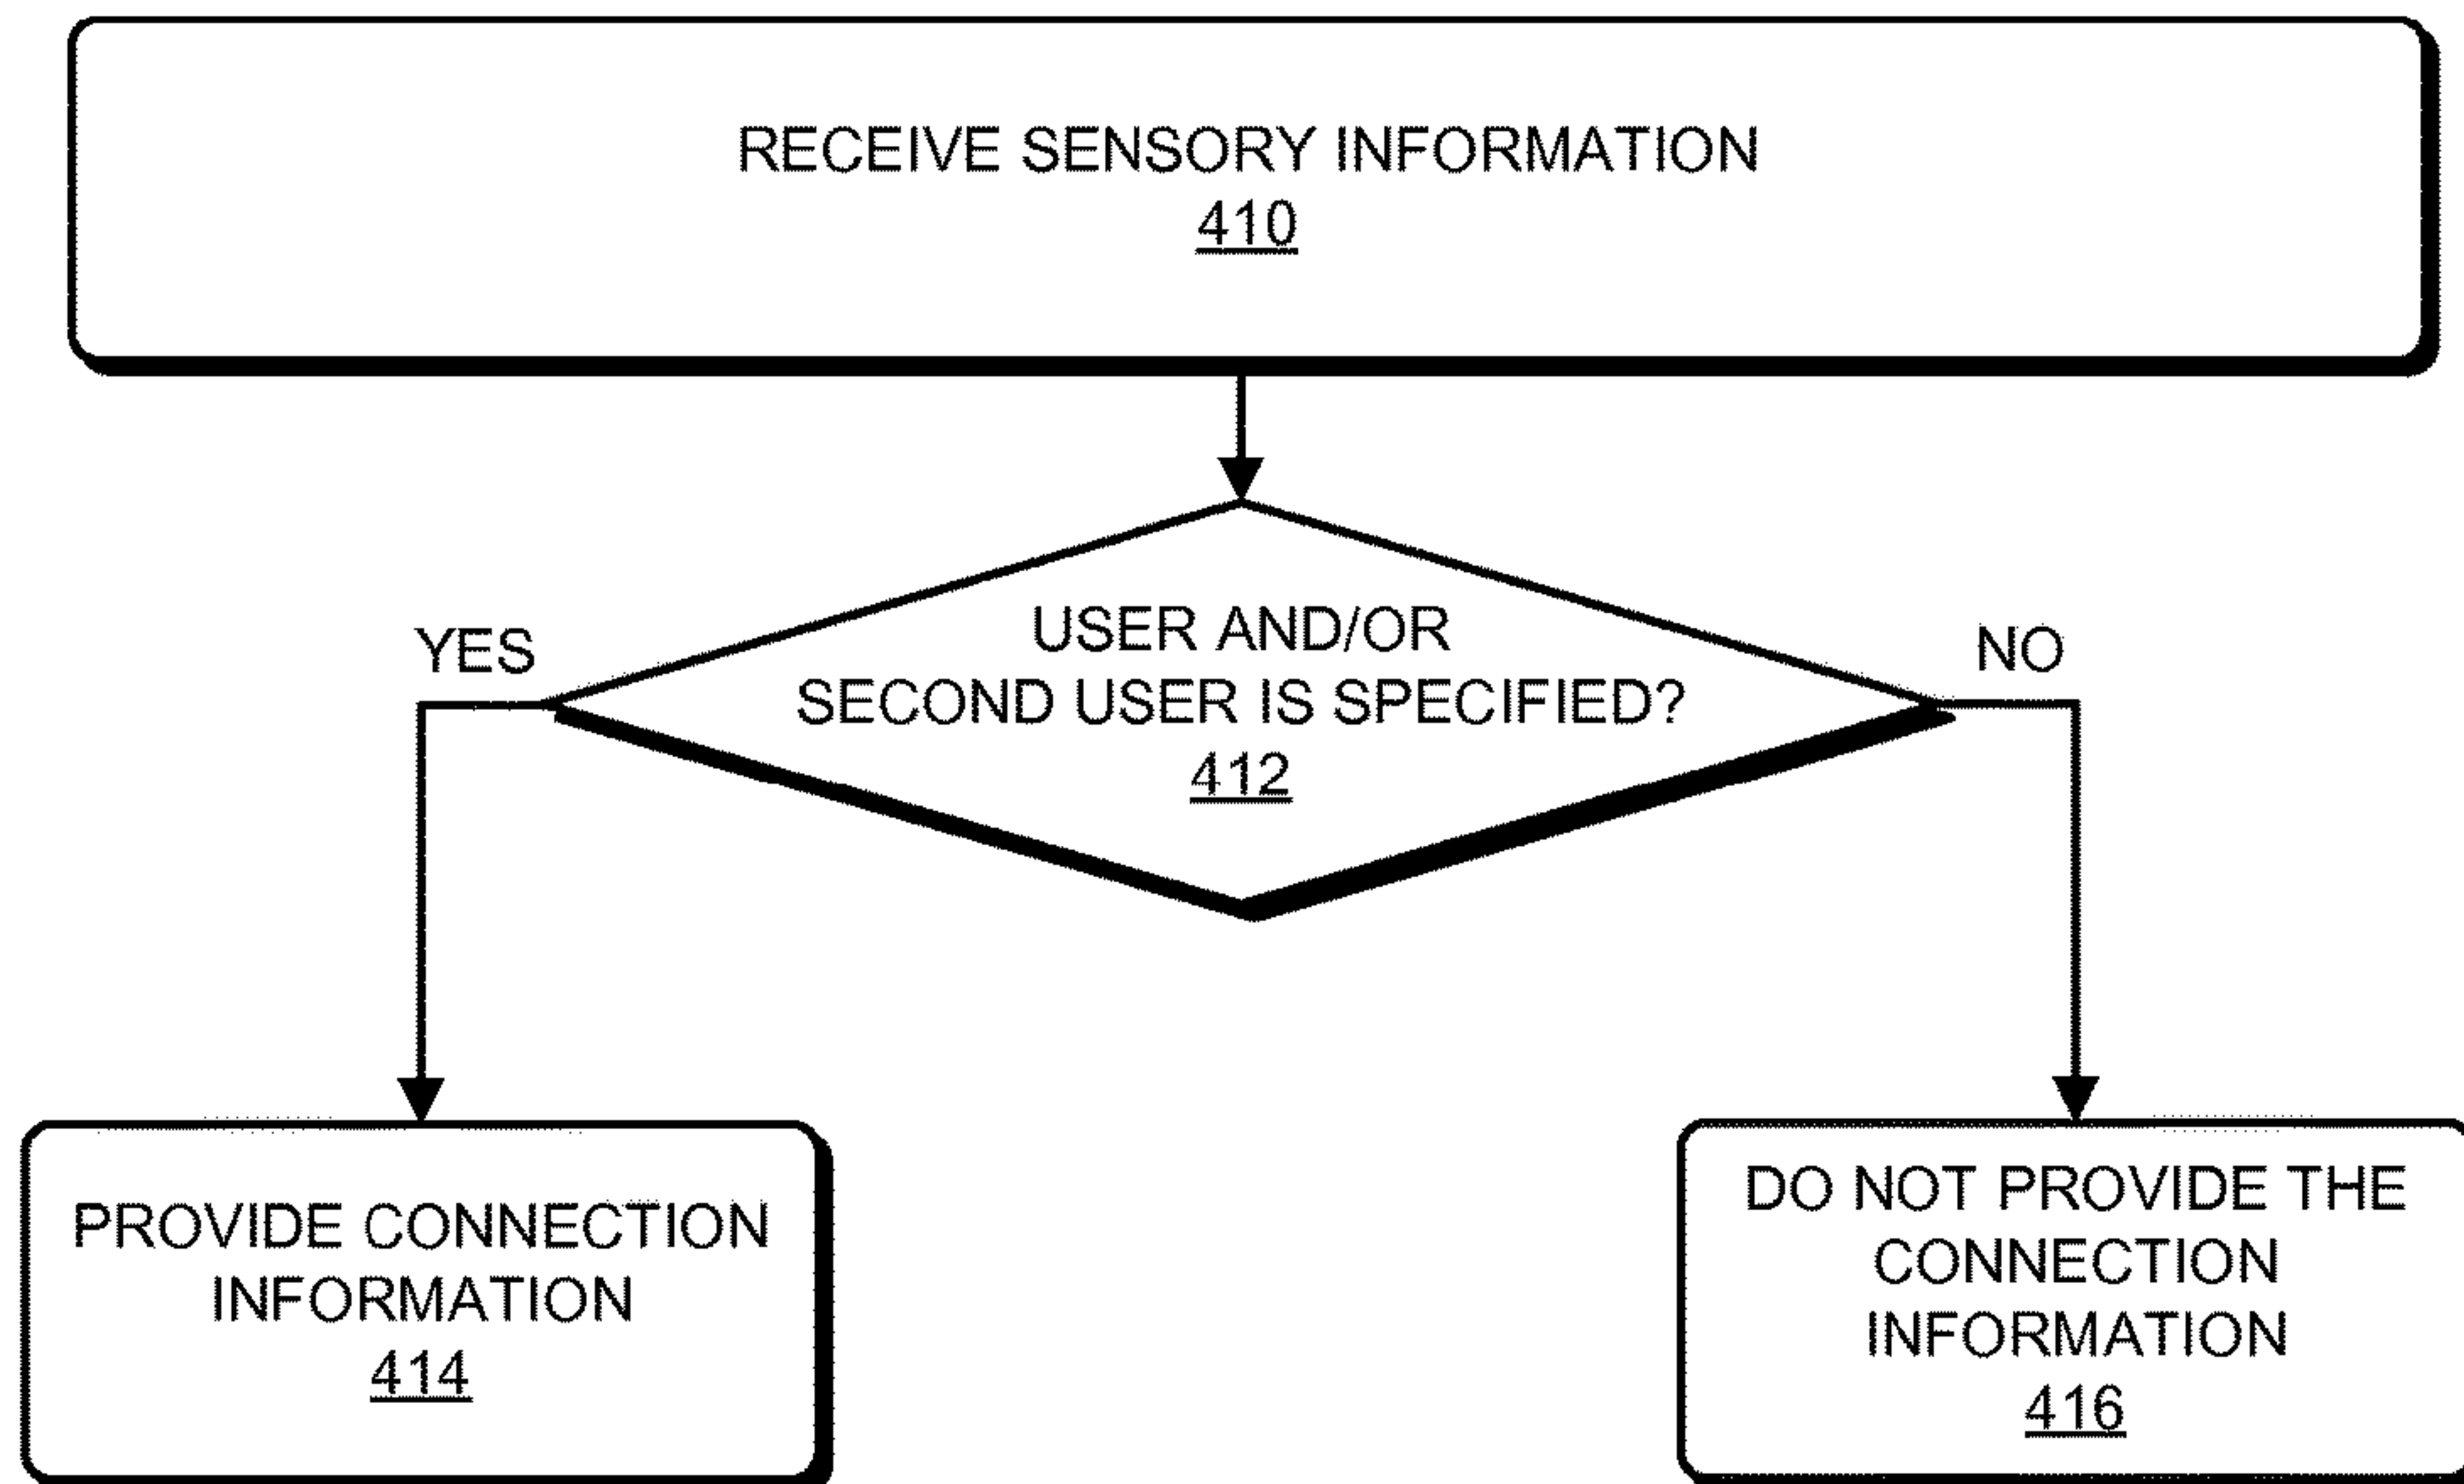 RECEIVE SENSORY INFORMATION
410
USER AND/OR
SECOND USER IS SPECIFIED?
412
YES
NO
PROVIDE CONNECTION
INFORMATION
414
DO NOT PROVIDE THE
CONNECTION
INFORMATION
416